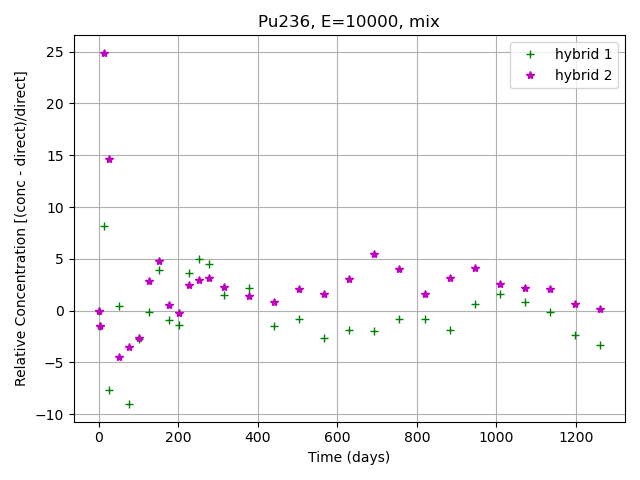 Pu236, E=10000, mix
hybrid 1
hybrid 2
Relative Concentration [(conc - direct)/direct]
25
20
15
10
5
0
−5
−10
0 200 400 600 800 1000 1200
Time (days)